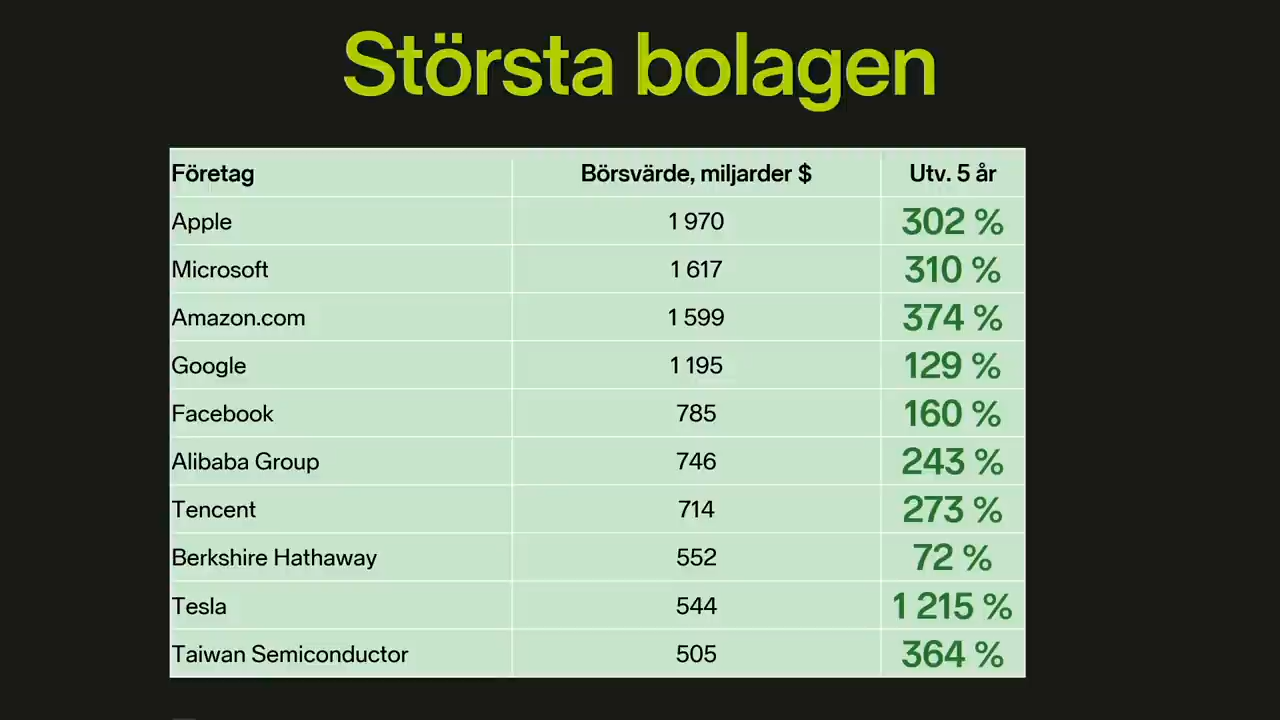 Största bolagen
Företag Börsvärde, miljarder $ Utv. 5 år
Apple 1 970 302 %
Microsoft 1 617 310 %
Amazon.com 1 599 374 %
Google 1 195 129 %
Facebook 785 160 %
Alibaba Group 746 243 %
Tencent 714 273 %
Berkshire Hathaway 552 72 %
Tesla 544 1 215 %
Taiwan Semiconductor 505 364 %